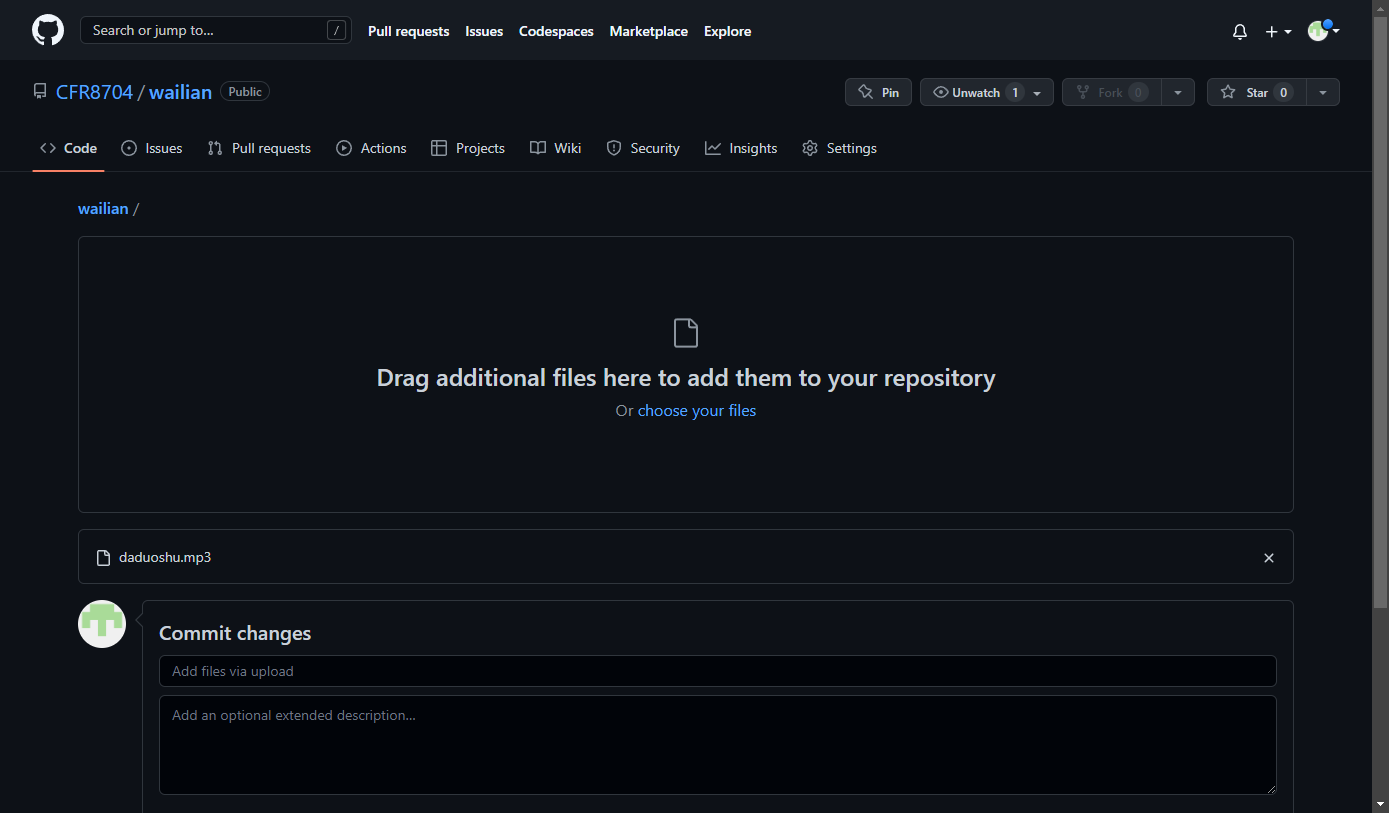 Search or jump to... /
Pull requests Issues Codespaces Marketplace Explore
CFR8704 / wailian Public
Pin Unwatch 1 Fork 0 Star 0
Code Issues Pull requests Actions Projects Wiki Security Insights Settings
wailian /
Drag additional files here to add them to your repository
Or choose your files
daduoshu.mp3
Commit changes
Add files via upload
Add an optional extended description...